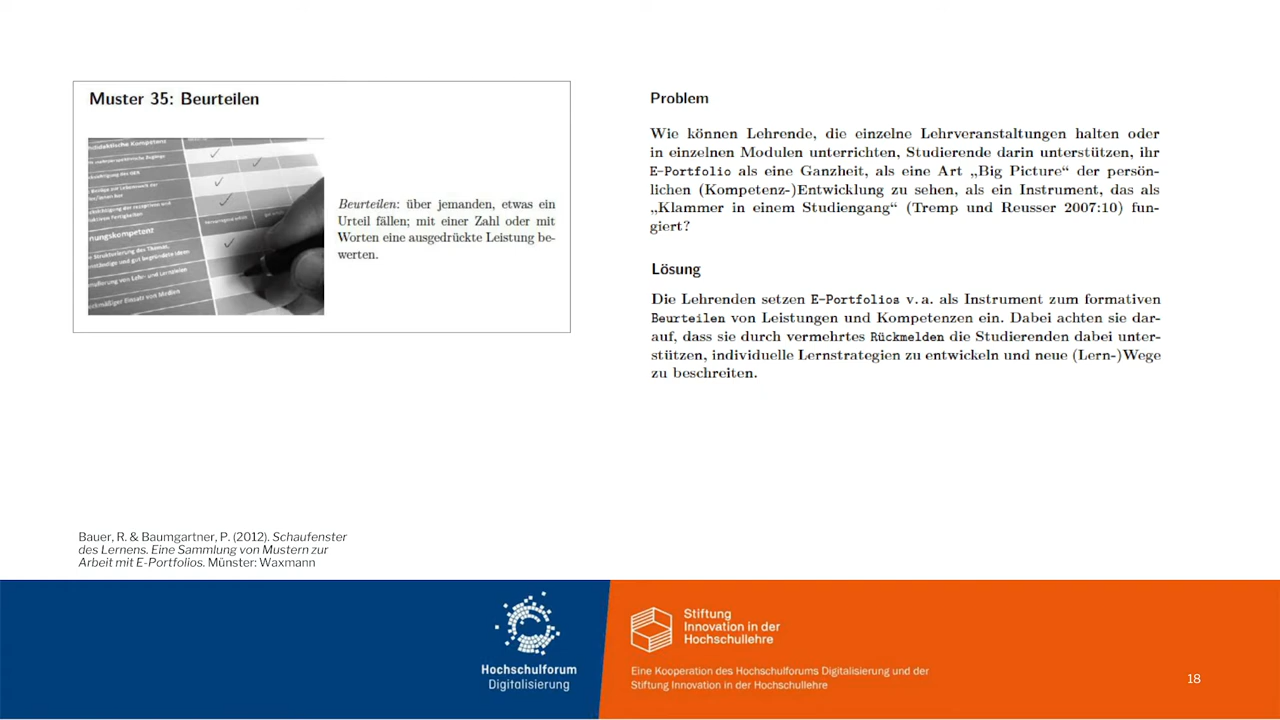 Muster 35: Beurteilen
Beurteilen: über jemanden, etwas ein
Urteil fällen; mit einer Zahl oder mit
Worten eine ausgedrückte Leistung be-
werten.
Problem
Wie können Lehrende, die einzelne Lehrveranstaltungen halten oder
in einzelnen Modulen unterrichten, Studierende darin unterstützen, ihr
E-Portfolio als eine Ganzheit, als eine Art „Big Picture“ der persön-
lichen (Kompetenz-)Entwicklung zu sehen, als ein Instrument, das als
„Klammer in einem Studiengang“ (Tremp und Reusser 2007:10) fun-
giert?
Lösung
Die Lehrenden setzen E-Portfolios v. a. als Instrument zum formativen
Beurteilen von Leistungen und Kompetenzen ein. Dabei achten sie dar-
auf, dass sie durch vermehrtes Rückmelden die Studierenden dabei unter-
stützen, individuelle Lernstrategien zu entwickeln und neue (Lern-)Wege
zu beschreiten.
Bauer, R. & Baumgartner, P. (2012). Schaufenster
des Lernens. Eine Sammlung von Mustern zur
Arbeit mit E-Portfolios. Münster: Waxmann
Hochschulforum
Digitalisierung
Stiftung
Innovation in der
Hochschullehre
Eine Kooperation des Hochschulforums Digitalisierung und der
Stiftung Innovation in der Hochschullehre
18